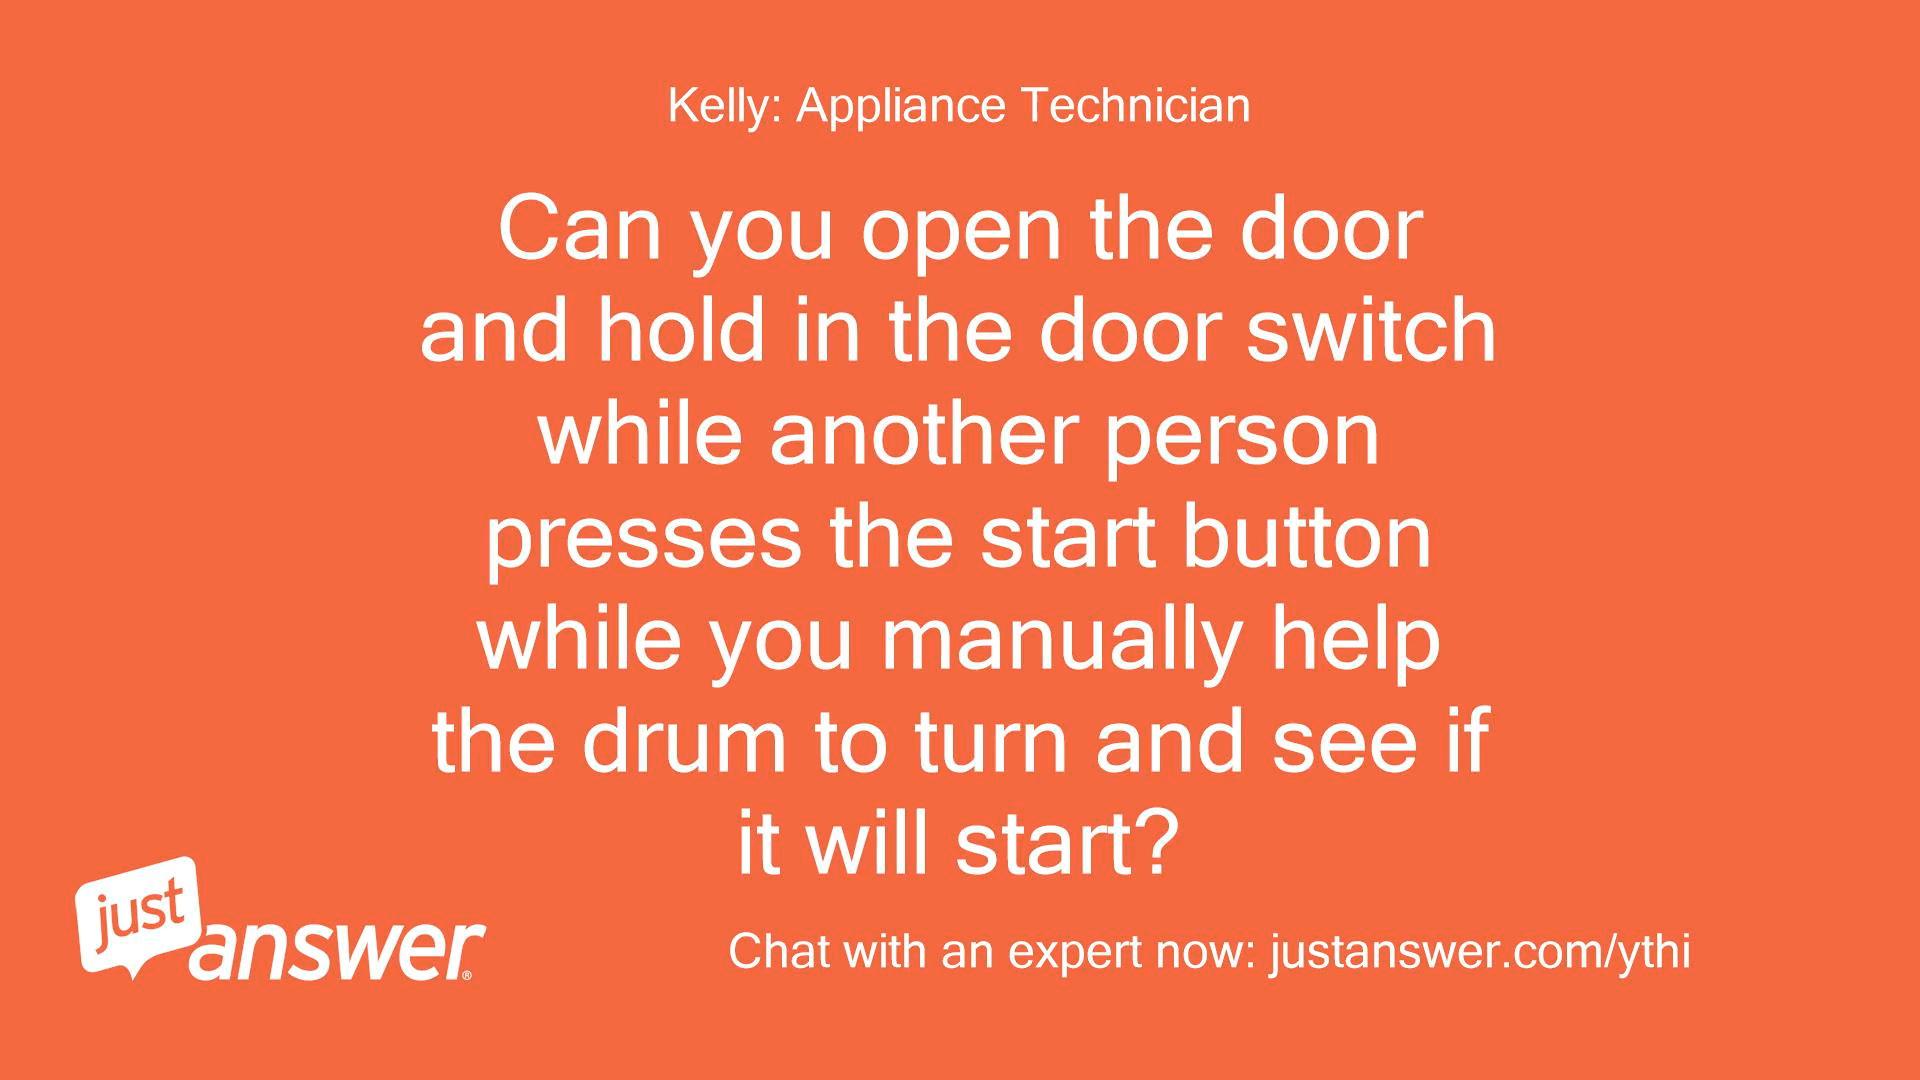 Kelly: Appliance Technician
Can you open the door
and hold in the door switch
while another person
presses the start button
while you manually help
the drum to turn and see if
it will start?
just
answer®
Chat with an expert now: justanswer.com/ythi